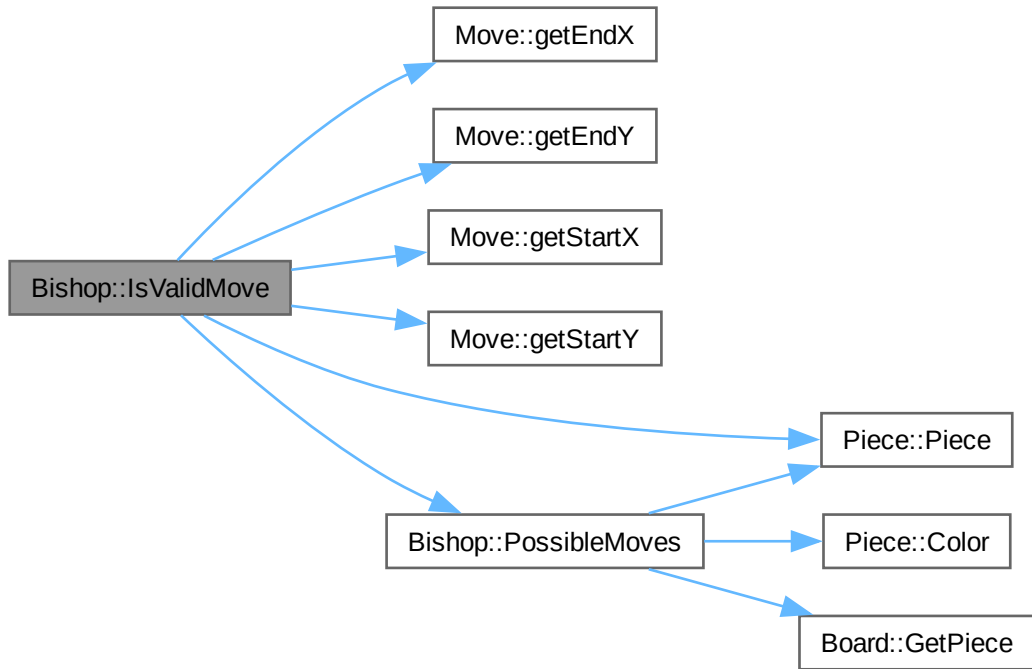 Move::getEndX
Move::getEndY
Move::getStartX
Bishop::IsValidMove
Move::getStartY
Piece::Piece
Bishop::PossibleMoves
Piece::Color
Board::GetPiece